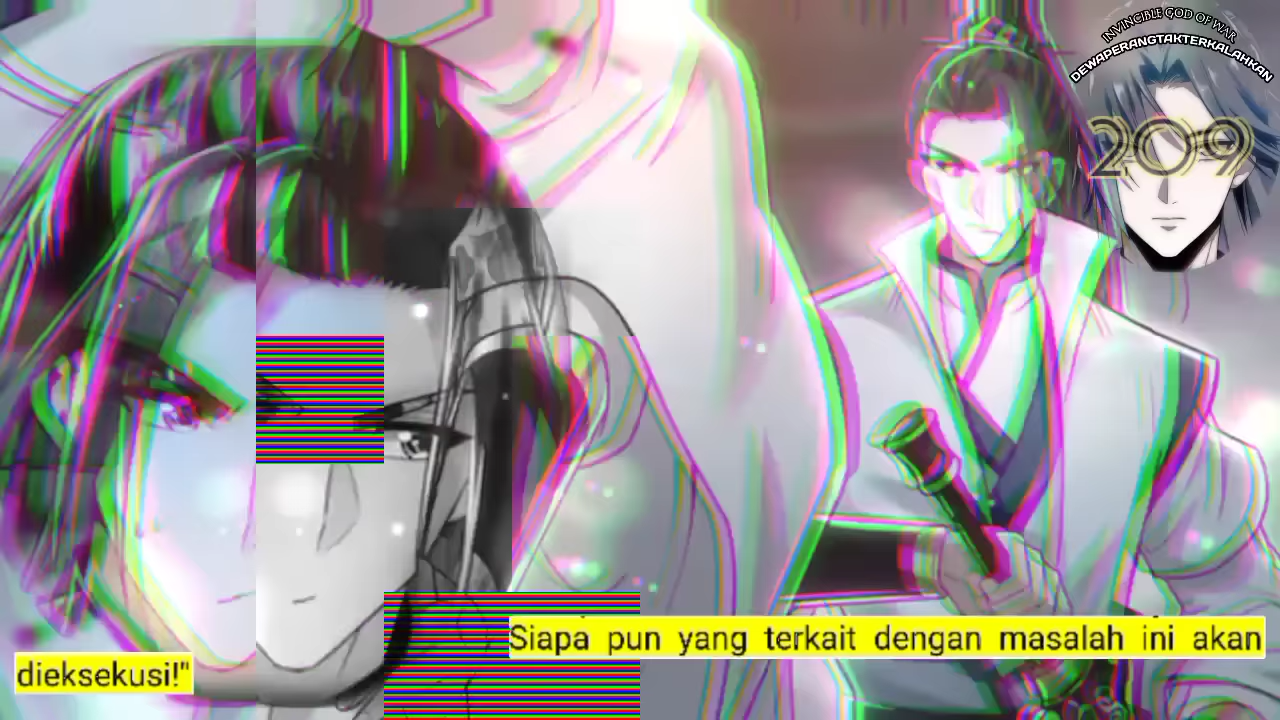 INVINCIBLE GOD OF WAR
DEWAPERANGTAKTERKALAHKAN
209
Siapa pun yang terkait dengan masalah ini akan
dieksekusi!"